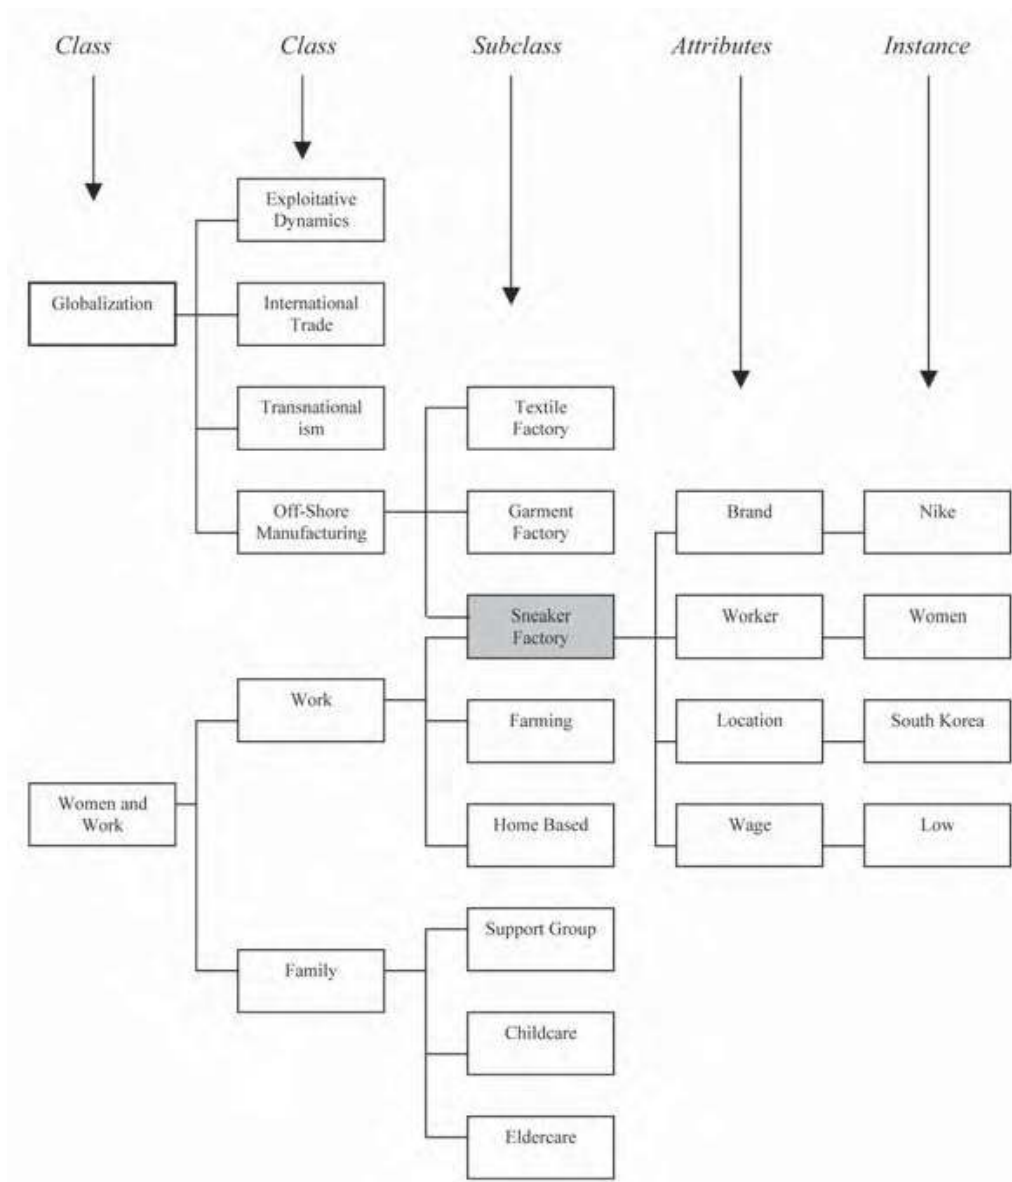 Class
Class
Subclass
Attributes
Instance
Exploitative
Dynamics
Globalization
International
Trade
Transnational
ism
Textile
Factory
Off-Shore
Manufacturing
Garment
Factory
Brand
Nike
Sneaker
Factory
Worker
Women
Work
Farming
Location
South Korea
Women and
Work
Home Based
Wage
Low
Support Group
Family
Childcare
Eldercare